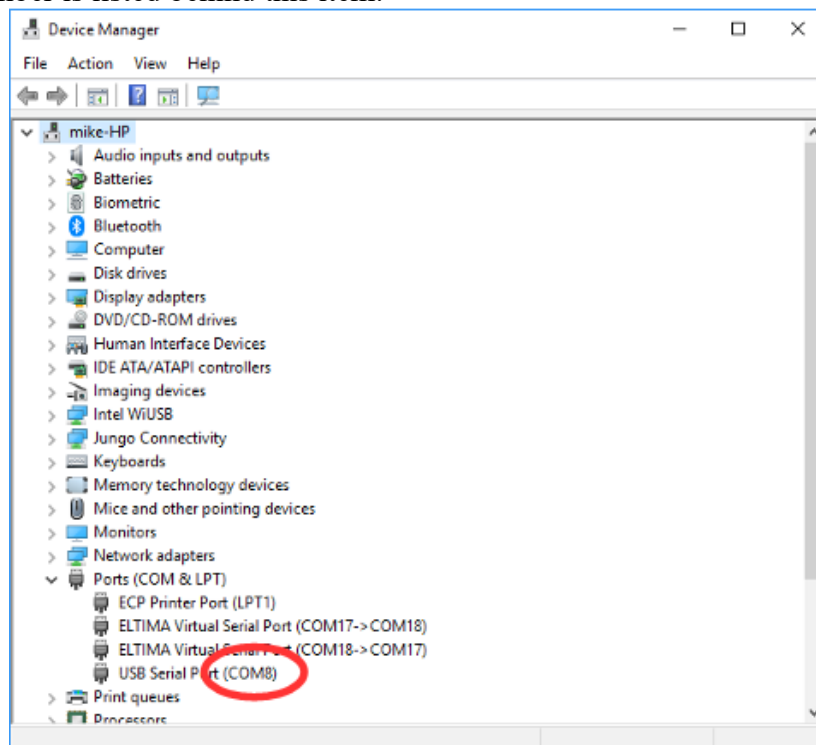 Device Manager
File Action View Help
mike-HP
Audio inputs and outputs
Batteries
Biometric
Bluetooth
Computer
Disk drives
Display adapters
DVD/CD-ROM drives
Human Interface Devices
IDE ATA/ATAPI controllers
Imaging devices
Intel WiUSB
Jungo Connectivity
Keyboards
Memory technology devices
Mice and other pointing devices
Monitors
Network adapters
Ports (COM & LPT)
ECP Printer Port (LPT1)
ELTIMA Virtual Serial Port (COM17->COM18)
ELTIMA Virtual Serial Port (COM18->COM17)
USB Serial Port (COM8)
Print queues
Processors